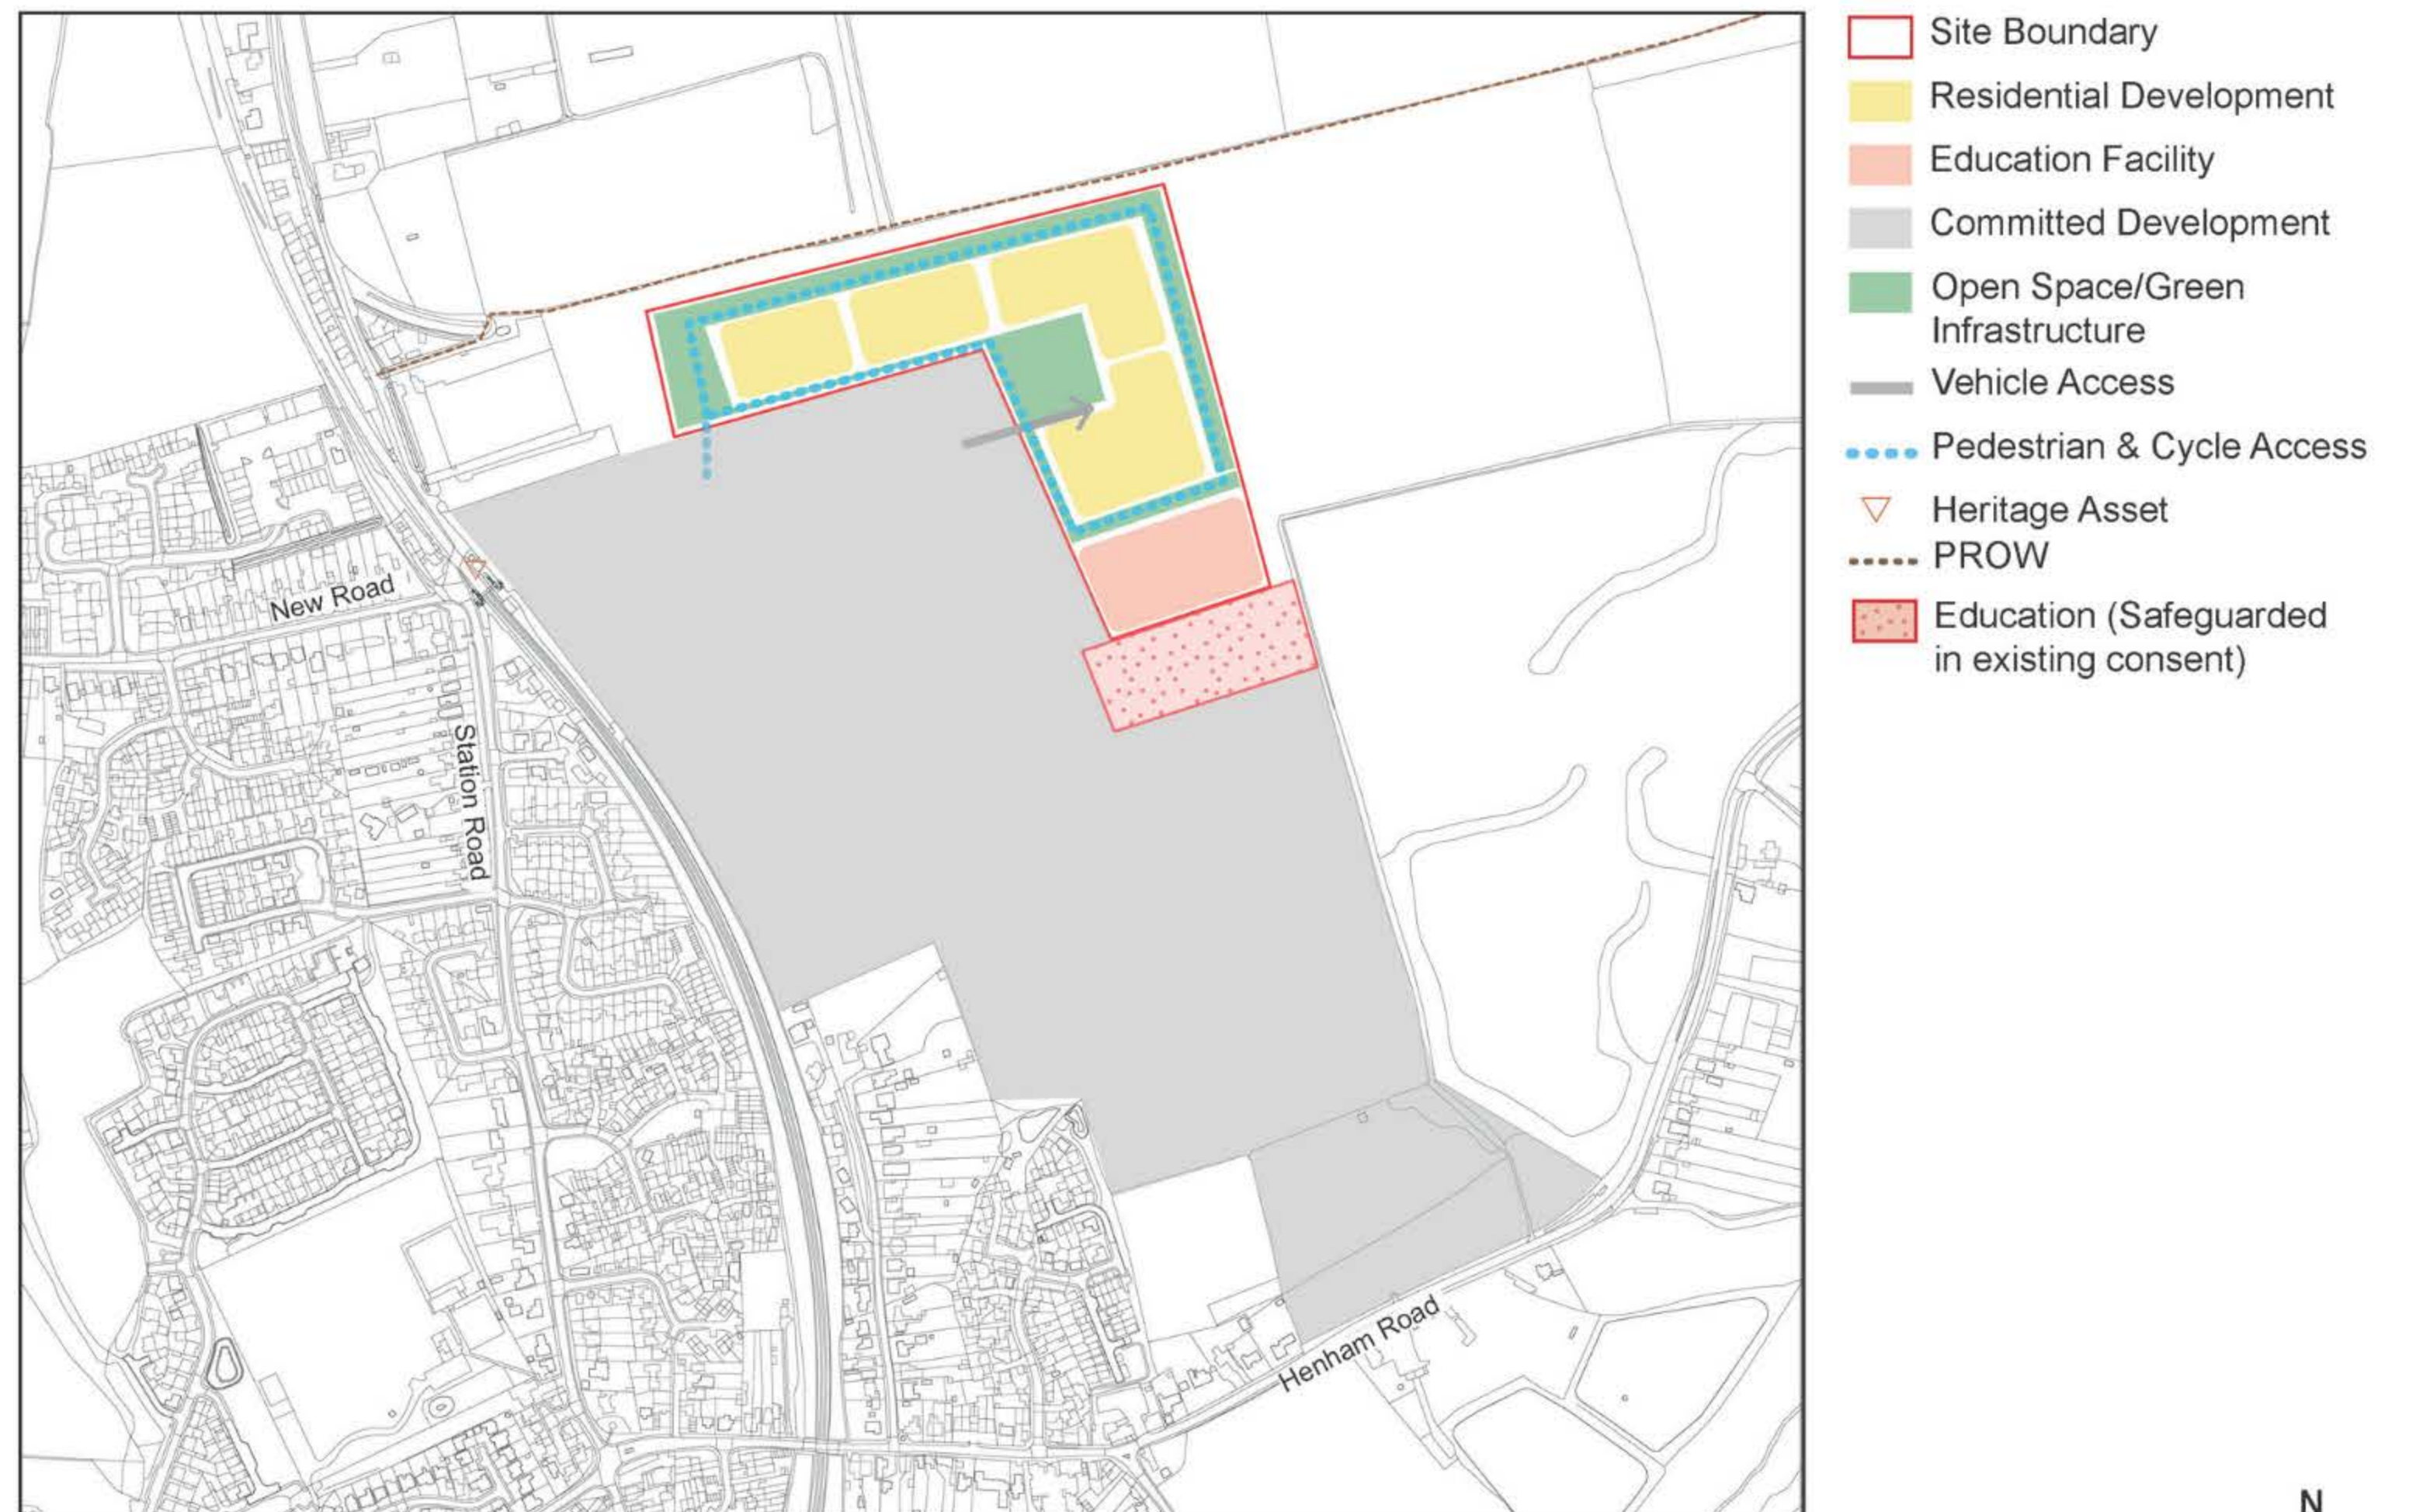 Site Boundary
Residential Development
Education Facility
Committed Development
Open Space/Green
Infrastructure
Vehicle Access
Pedestrian & Cycle Access
Heritage Asset
PROW
Education (Safeguarded
in existing consent)
New Road
Station Road
Henham Road
N